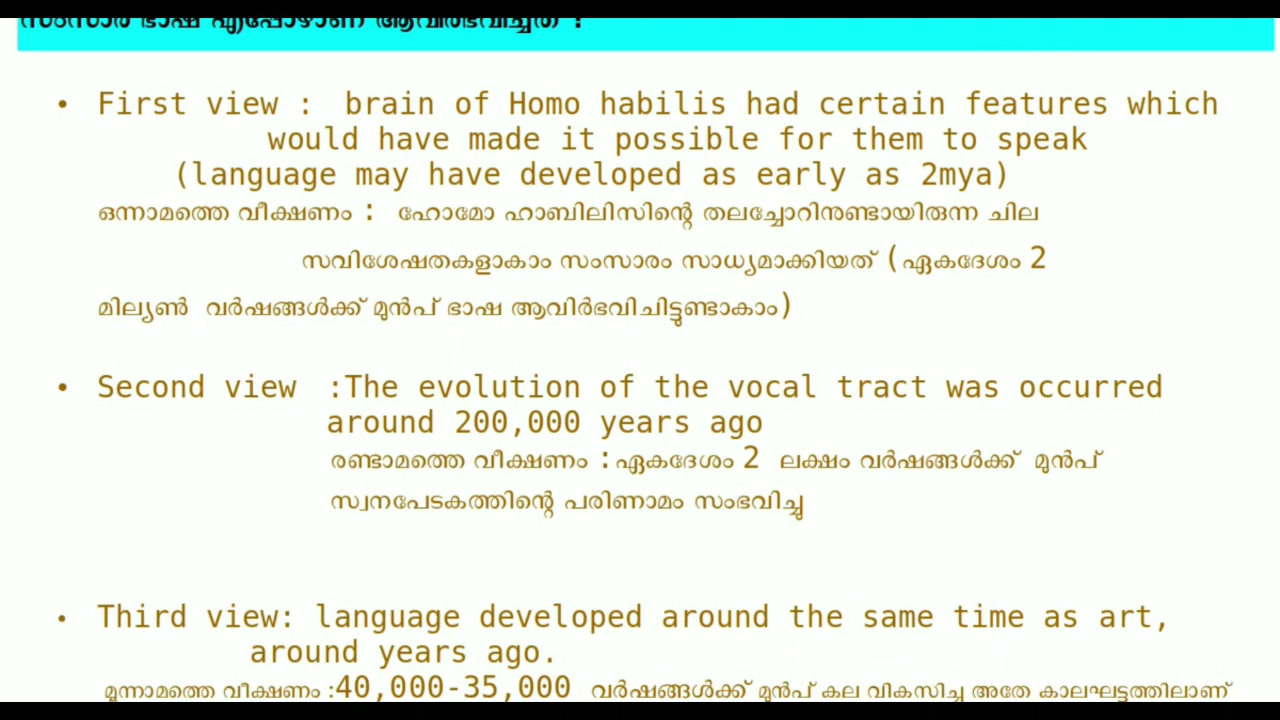 സംസാര ഭാഷ എപ്പോഴാണ് ആവിർഭവിച്ചത് ?
• First view : brain of Homo habilis had certain features which
would have made it possible for them to speak
(language may have developed as early as 2mya)
ഒന്നാമത്തെ വീക്ഷണം : ഹോമോ ഹാബിലിസിന്റെ തലച്ചോറിനുണ്ടായിരുന്ന ചില
സവിശേഷതകളാകാം സംസാരം സാധ്യമാക്കിയത് (ഏകദേശം 2
മില്യൺ വർഷങ്ങൾക്ക് മുൻപ് ഭാഷ ആവിർഭവിചിട്ടുണ്ടാകാം)
• Second view :The evolution of the vocal tract was occurred
around 200,000 years ago
രണ്ടാമത്തെ വീക്ഷണം :ഏകദേശം 2 ലക്ഷം വർഷങ്ങൾക്ക് മുൻപ്
സ്വനപേടകത്തിന്റെ പരിണാമം സംഭവിച്ചു
• Third view: language developed around the same time as art,
around years ago.
മൂന്നാമത്തെ വീക്ഷണം :40,000-35,000 വർഷങ്ങൾക്ക് മുൻപ് കല വികസിച്ച അതേ കാലഘട്ടത്തിലാണ്